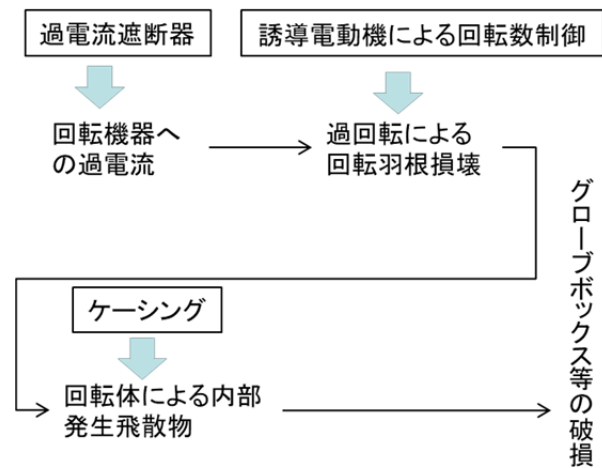 過電流遮断器
誘導電動機による回転数制御
回転機器へ
の過電流
過回転による
回転羽根損壊
グローブボックス等の破損
ケーシング
回転体による内部
発生飛散物